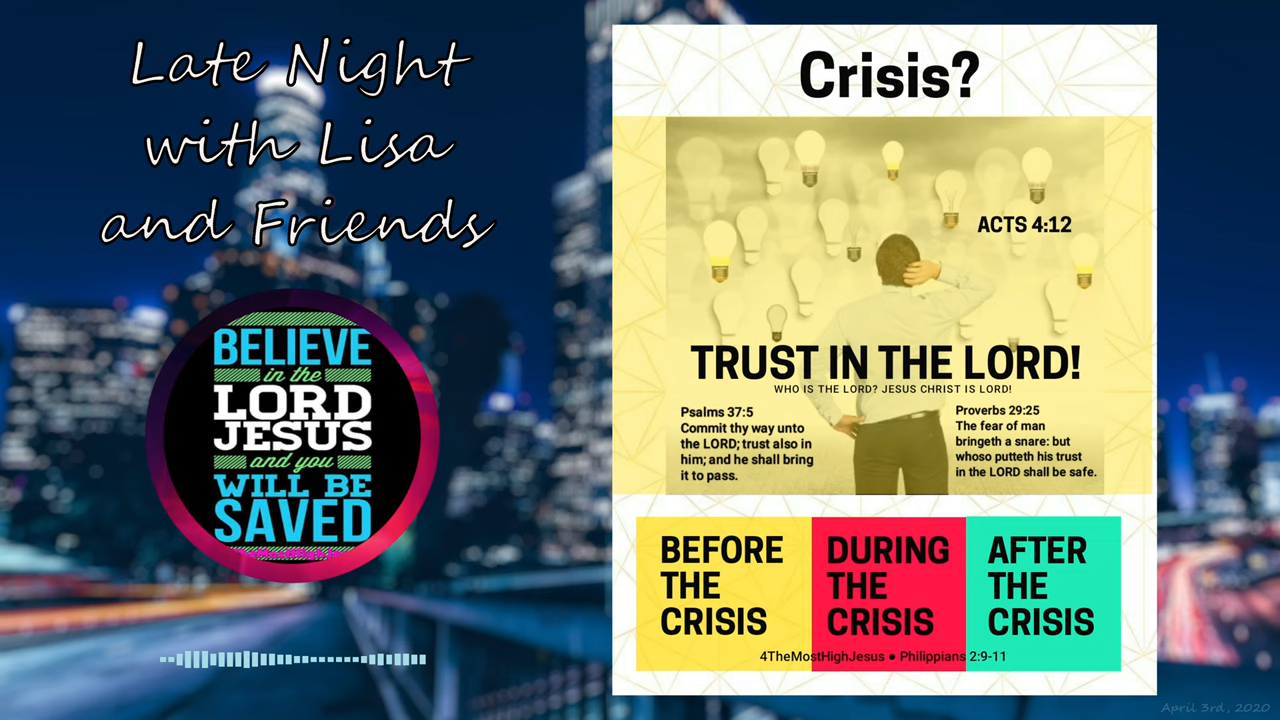 Late Night
with Lisa
and Friends
BELIEVE
in the
LORD
JESUS
and you
WILL BE
SAVED
Crisis?
ACTS 4:12
TRUST IN THE LORD!
WHO IS THE LORD? JESUS CHRIST IS LORD!
Psalms 37:5
Commit thy way unto
the LORD; trust also in
him; and he shall bring
it to pass.
Proverbs 29:25
The fear of man
bringeth a snare: but
whoso putteth his trust
in the LORD shall be safe.
BEFORE
THE
CRISIS
DURING
THE
CRISIS
AFTER
THE
CRISIS
4TheMostHighJesus ● Philippians 2:9-11
April 3rd, 2020